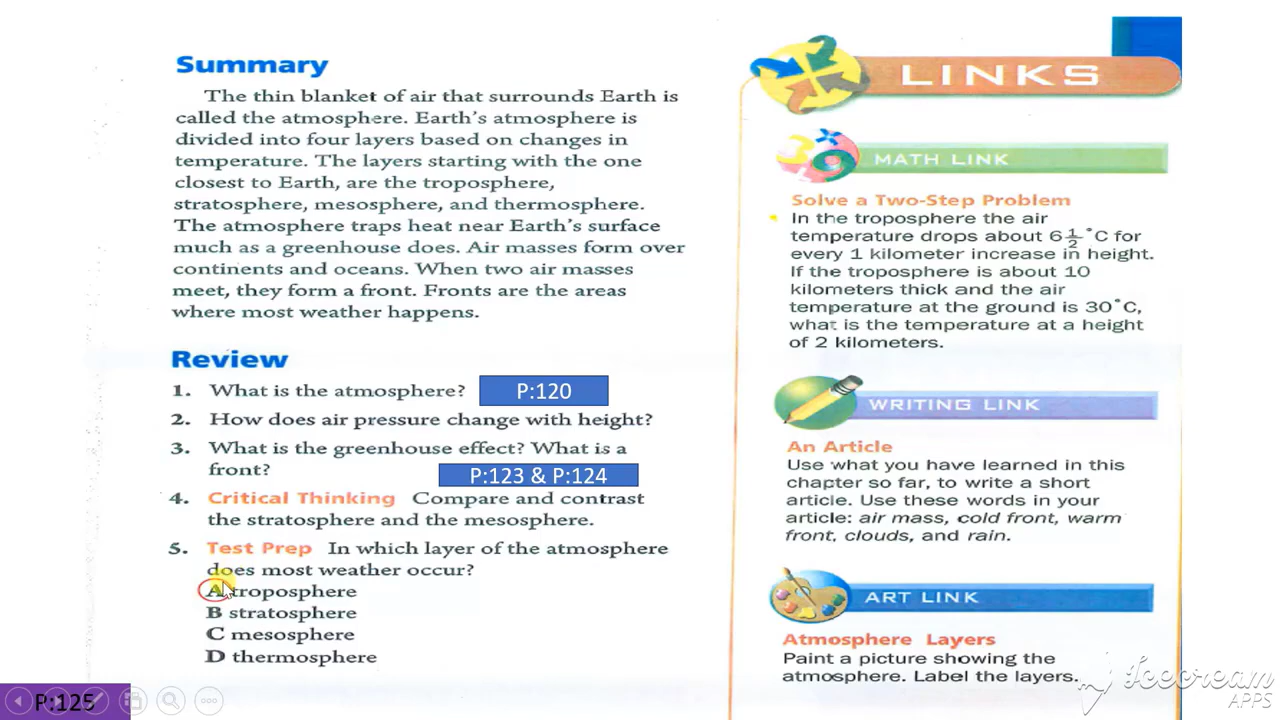 Summary
The thin blanket of air that surrounds Earth is
called the atmosphere. Earth's atmosphere is
divided into four layers based on changes in
temperature. The layers starting with the one
closest to Earth, are the troposphere,
stratosphere, mesosphere, and thermosphere.
The atmosphere traps heat near Earth's surface
much as a greenhouse does. Air masses form over
continents and oceans. When two air masses
meet, they form a front. Fronts are the areas
where most weather happens.
Review
1. What is the atmosphere? P:120
2. How does air pressure change with height?
3. What is the greenhouse effect? What is a
front? P:123 & P:124
4. Critical Thinking Compare and contrast
the stratosphere and the mesosphere.
5. Test Prep In which layer of the atmosphere
does most weather occur?
A troposphere
B stratosphere
C mesosphere
D thermosphere
P:125
LINKS
MATH LINK
Solve a Two-Step Problem
In the troposphere the air
temperature drops about 6 1/2 °C for
every 1 kilometer increase in height.
If the troposphere is about 10
kilometers thick and the air
temperature at the ground is 30°C,
what is the temperature at a height
of 2 kilometers.
WRITING LINK
An Article
Use what you have learned in this
chapter so far, to write a short
article. Use these words in your
article: air mass, cold front, warm
front, clouds, and rain.
ART LINK
Atmosphere Layers
Paint a picture showing the
atmosphere. Label the layers.
Icecream
APPS